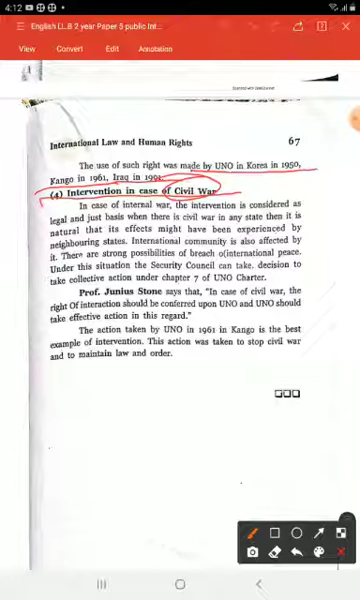 4:12
English LL.B 2 year Paper 5 public Int...
View Convert Edit Annotation
Scanned with CamScanner
International Law and Human Rights 67
The use of such right was made by UNO in Korea in 1950,
Kango in 1961, Iraq in 1991.
(4) Intervention in case of Civil War
In case of internal war, the intervention is considered as
legal and just basis when there is civil war in any state then it is
natural that its effects might have been experienced by
neighbouring states. International community is also affected by
it. There are strong possibilities of breach o(international peace.
Under this situation the Security Council can take. decision to
take collective action under chapter 7 of UNO Charter.
Prof. Junius Stone says that, "In case of civil war, the
right Of interaction should be conferred upon UNO and UNO should
take effective action in this regard."
The action taken by UNO in 1961 in Kango is the best
example of intervention. This action was taken to stop civil war
and to maintain law and order.